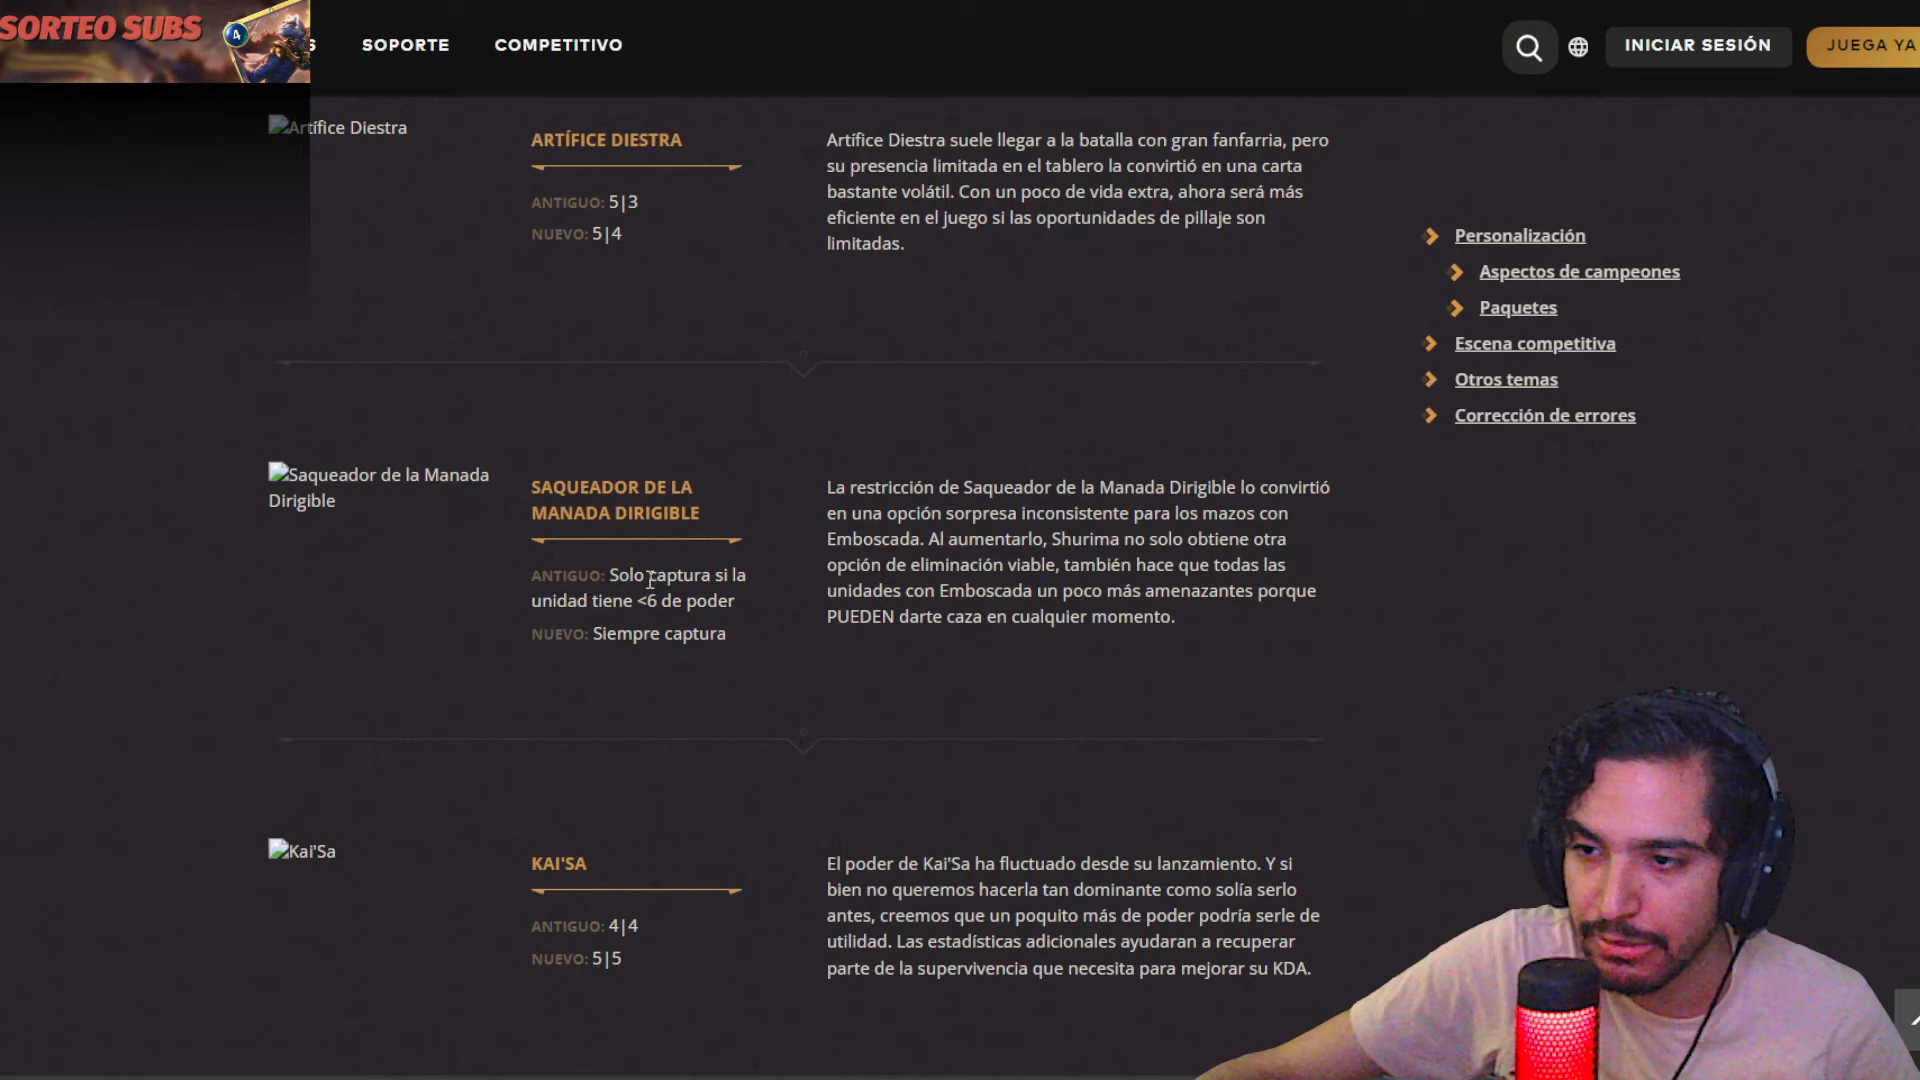 SORTEO SUBS
4
S
SOPORTE
COMPETITIVO
INICIAR SESIÓN
JUEGA YA
Artífice Diestra
ARTÍFICE DIESTRA
ANTIGUO: 5|3
NUEVO: 5|4
Artífice Diestra suele llegar a la batalla con gran fanfarria, pero
su presencia limitada en el tablero la convirtió en una carta
bastante volátil. Con un poco de vida extra, ahora será más
eficiente en el juego si las oportunidades de pillaje son
limitadas.
Personalización
Aspectos de campeones
Paquetes
Escena competitiva
Otros temas
Corrección de errores
Saqueador de la Manada
Dirigible
SAQUEADOR DE LA
MANADA DIRIGIBLE
ANTIGUO: Solo captura si la
unidad tiene <6 de poder
NUEVO: Siempre captura
La restricción de Saqueador de la Manada Dirigible lo convirtió
en una opción sorpresa inconsistente para los mazos con
Emboscada. Al aumentarlo, Shurima no solo obtiene otra
opción de eliminación viable, también hace que todas las
unidades con Emboscada un poco más amenazantes porque
PUEDEN darte caza en cualquier momento.
Kai'Sa
KAI'SA
ANTIGUO: 4|4
NUEVO: 5|5
El poder de Kai'Sa ha fluctuado desde su lanzamiento. Y si
bien no queremos hacerla tan dominante como solía serlo
antes, creemos que un poquito más de poder podría serle de
utilidad. Las estadísticas adicionales ayudaran a recuperar
parte de la supervivencia que necesita para mejorar su KDA.